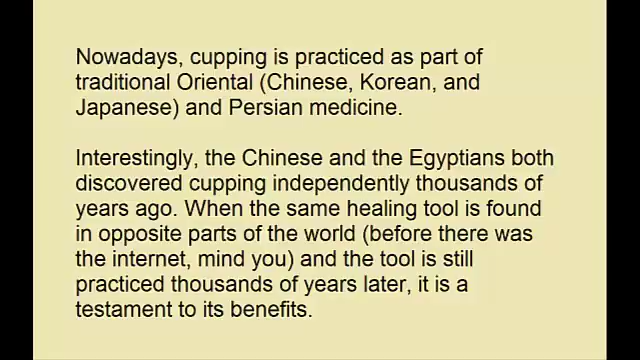 Nowadays, cupping is practiced as part of
traditional Oriental (Chinese, Korean, and
Japanese) and Persian medicine.
Interestingly, the Chinese and the Egyptians both
discovered cupping independently thousands of
years ago. When the same healing tool is found
in opposite parts of the world (before there was
the internet, mind you) and the tool is still
practiced thousands of years later, it is a
testament to its benefits.